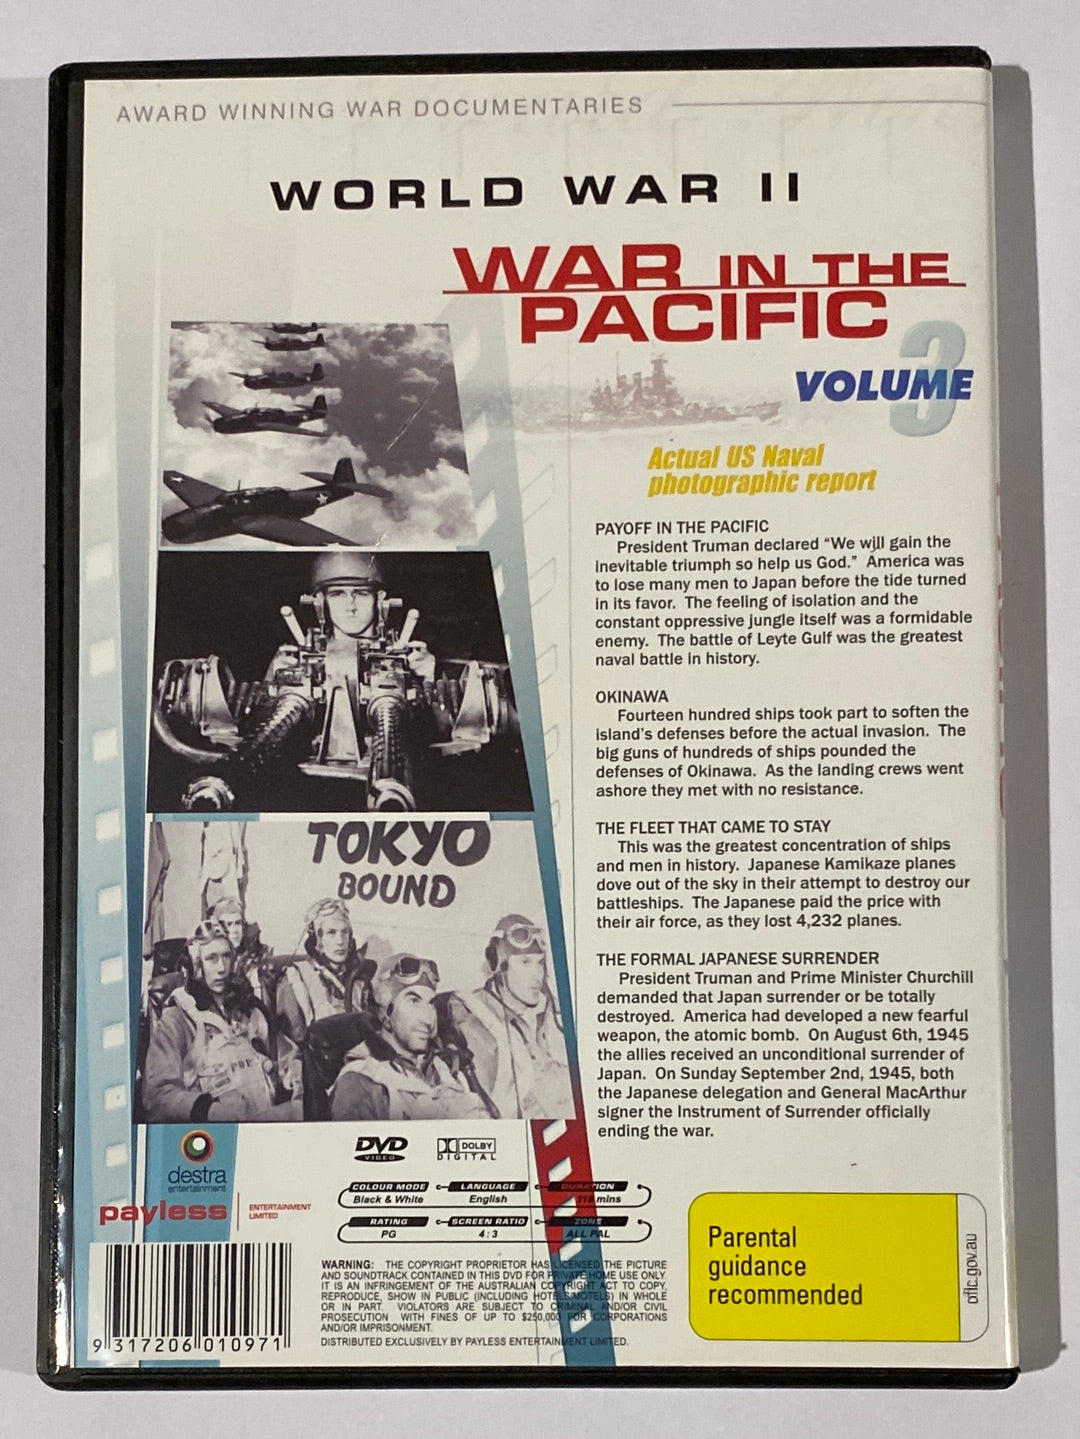 AWARD WINNING WAR DOCUMENTARIES
WORLD WAR II
WAR IN THE
PACIFIC
VOLUME 3
Actual US Naval
photographic report
PAYOFF IN THE PACIFIC
President Truman declared “We will gain the
inevitable triumph so help us God.” America was
to lose many men to Japan before the tide turned
in its favor. The feeling of isolation and the
constant oppressive jungle itself was a formidable
enemy. The battle of Leyte Gulf was the greatest
naval battle in history.
OKINAWA
Fourteen hundred ships took part to soften the
island's defenses before the actual invasion. The
big guns of hundreds of ships pounded the
defenses of Okinawa. As the landing crews went
ashore they met with no resistance.
THE FLEET THAT CAME TO STAY
This was the greatest concentration of ships
and men in history. Japanese Kamikaze planes
dove out of the sky in their attempt to destroy our
battleships. The Japanese paid the price with
their air force, as they lost 4,232 planes.
THE FORMAL JAPANESE SURRENDER
President Truman and Prime Minister Churchill
demanded that Japan surrender or be totally
destroyed. America had developed a new fearful
weapon, the atomic bomb. On August 6th, 1945
the allies received an unconditional surrender of
Japan. On Sunday September 2nd, 1945, both
the Japanese delegation and General MacArthur
signer the Instrument of Surrender officially
ending the war.
TOKYO
BOUND
POP
destra
entertainment
payless
ENTERTAINMENT
LIMITED
DVD
VIDEO
DOLBY
DIGITAL
COLOUR MODE LANGUAGE DURATION
Black & White English 118 mins
RATING SCREEN RATIO ZONE
PG 4:3 ALL PAL
WARNING: THE COPYRIGHT PROPRIETOR HAS LICENSED THE PICTURE
AND SOUNDTRACK CONTAINED IN THIS DVD FOR PRIVATE HOME USE ONLY.
IT IS AN INFRINGEMENT OF THE AUSTRALIAN COPYRIGHT ACT TO COPY,
REPRODUCE, SHOW IN PUBLIC (INCLUDING HOTELS/MOTELS) IN WHOLE
OR IN PART. VIOLATORS ARE SUBJECT TO CRIMINAL AND/OR CIVIL
PROSECUTION WITH FINES OF UP TO $250,000 FOR CORPORATIONS
AND/OR IMPRISONMENT.
DISTRIBUTED EXCLUSIVELY BY PAYLESS ENTERTAINMENT LIMITED.
9 317206 010971
Parental
guidance
recommended
oflc.gov.au